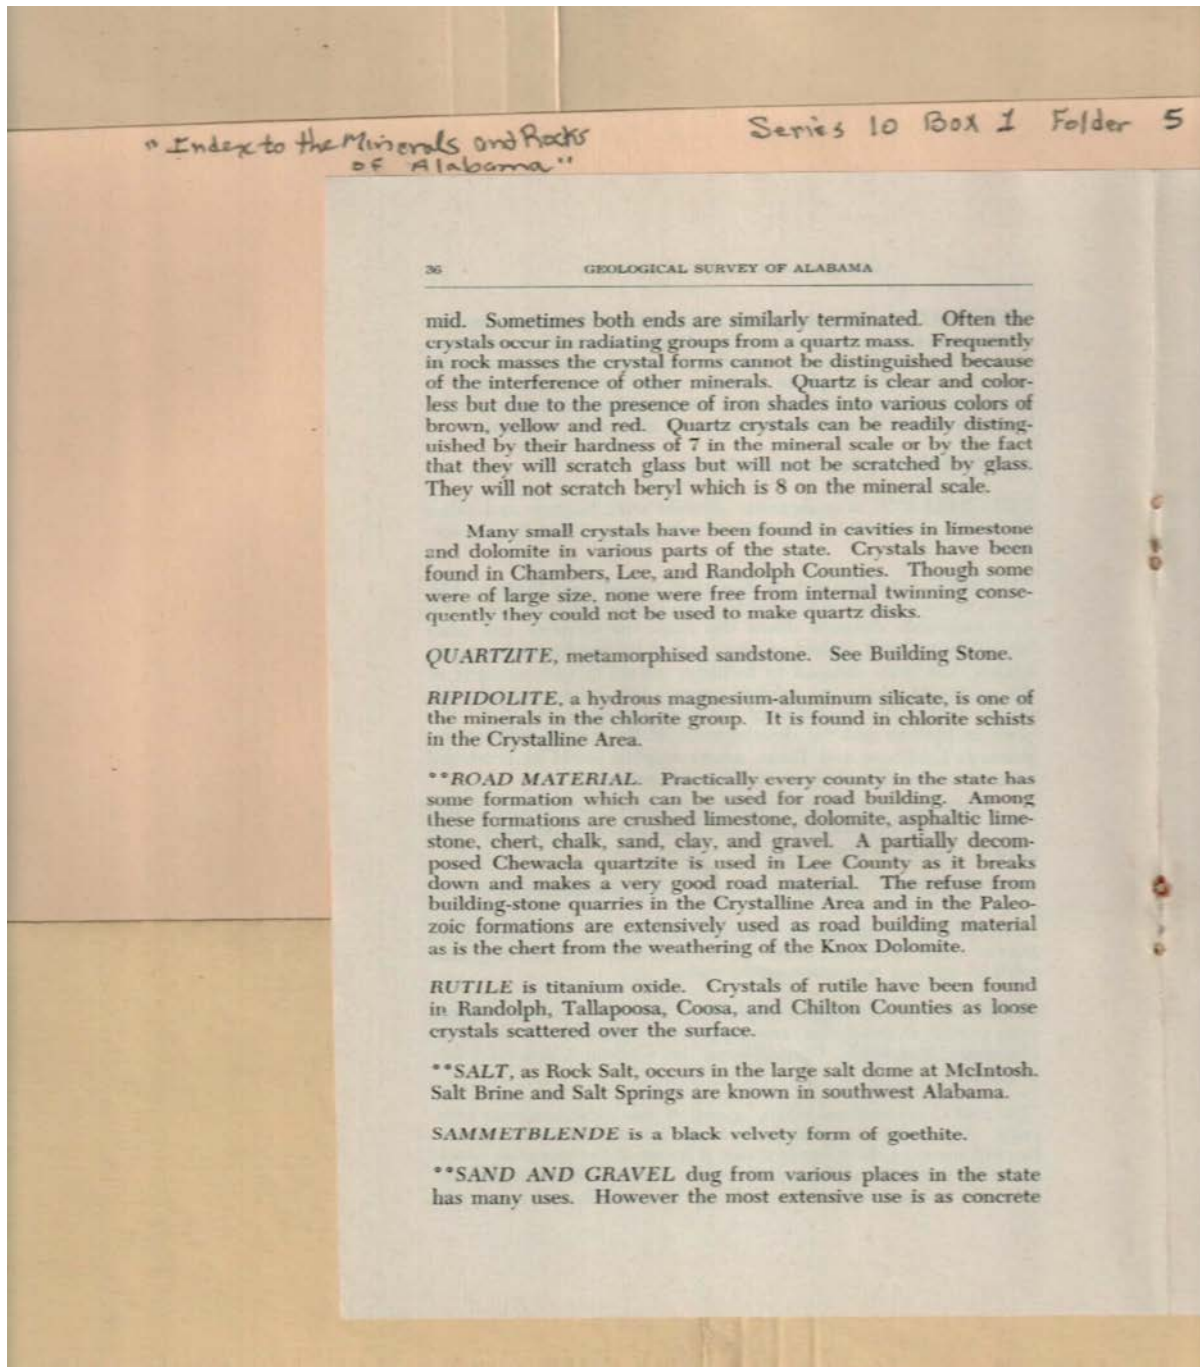 "Index to the Minerals and Rocks
of Alabama"
Series 10 Box 1 Folder 5
36 GEOLOGICAL SURVEY OF ALABAMA
mid. Sometimes both ends are similarly terminated. Often the
crystals occur in radiating groups from a quartz mass. Frequently
in rock masses the crystal forms cannot be distinguished because
of the interference of other minerals. Quartz is clear and color-
less but due to the presence of iron shades into various colors of
brown, yellow and red. Quartz crystals can be readily disting-
uished by their hardness of 7 in the mineral scale or by the fact
that they will scratch glass but will not be scratched by glass.
They will not scratch beryl which is 8 on the mineral scale.
Many small crystals have been found in cavities in limestone
and dolomite in various parts of the state. Crystals have been
found in Chambers, Lee, and Randolph Counties. Though some
were of large size, none were free from internal twinning conse-
quently they could not be used to make quartz disks.
QUARTZITE, metamorphised sandstone. See Building Stone.
RIPIDOLITE, a hydrous magnesium-aluminum silicate, is one of
the minerals in the chlorite group. It is found in chlorite schists
in the Crystalline Area.
**ROAD MATERIAL. Practically every county in the state has
some formation which can be used for road building. Among
these formations are crushed limestone, dolomite, asphaltic lime-
stone, chert, chalk, sand, clay, and gravel. A partially decom-
posed Chewacla quartzite is used in Lee County as it breaks
down and makes a very good road material. The refuse from
building-stone quarries in the Crystalline Area and in the Paleo-
zoic formations are extensively used as road building material
as is the chert from the weathering of the Knox Dolomite.
RUTILE is titanium oxide. Crystals of rutile have been found
in Randolph, Tallapoosa, Coosa, and Chilton Counties as loose
crystals scattered over the surface.
**SALT, as Rock Salt, occurs in the large salt dome at McIntosh.
Salt Brine and Salt Springs are known in southwest Alabama.
SAMMETBLENDE is a black velvety form of goethite.
**SAND AND GRAVEL dug from various places in the state
has many uses. However the most extensive use is as concrete